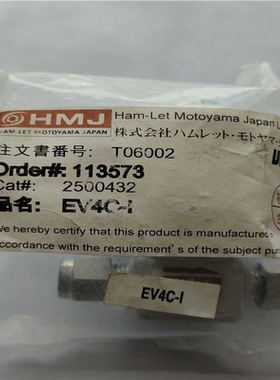 HMJ
HAM-LET MOTOYAMA JAPAN
Ham-Let Motoyama Japan L
株式会社ハムレット・モトヤマ
注文書番号: T06002
Order#: 113573
Cat#: 2500432
品名: EV4C-I
We hereby certify that this product is manufactured
accordance with the requirement's of the subject purc
EV4C-I